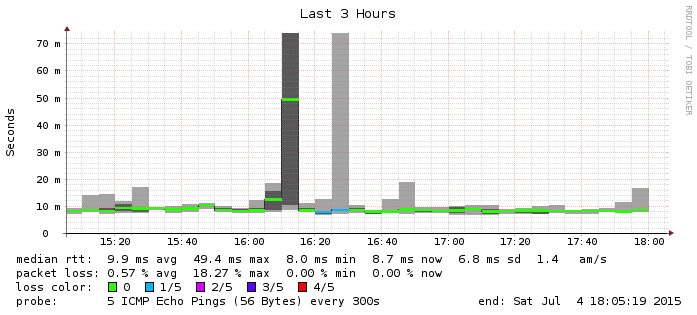 Last 3 Hours
RRDTOOL / TOBI OETIKER
Seconds
70 m
60 m
50 m
40 m
30 m
20 m
10 m
0
15:20 15:40 16:00 16:20 16:40 17:00 17:20 17:40 18:00
median rtt: 9.9 ms avg 49.4 ms max 8.0 ms min 8.7 ms now 6.8 ms sd 1.4 am/s
packet loss: 0.57 % avg 18.27 % max 0.00 % min 0.00 % now
loss color: 0 1/5 2/5 3/5 4/5
probe: 5 ICMP Echo Pings (56 Bytes) every 300s end: Sat Jul 4 18:05:19 2015